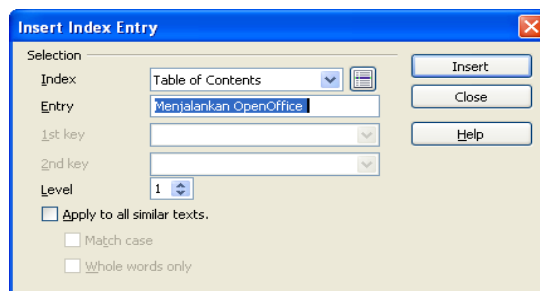 Insert Index Entry
Selection
Index Table of Contents
Insert
Entry Menjalankan OpenOffice
Close
1st key
Help
2nd key
Level 1
Apply to all similar texts.
Match case
Whole words only